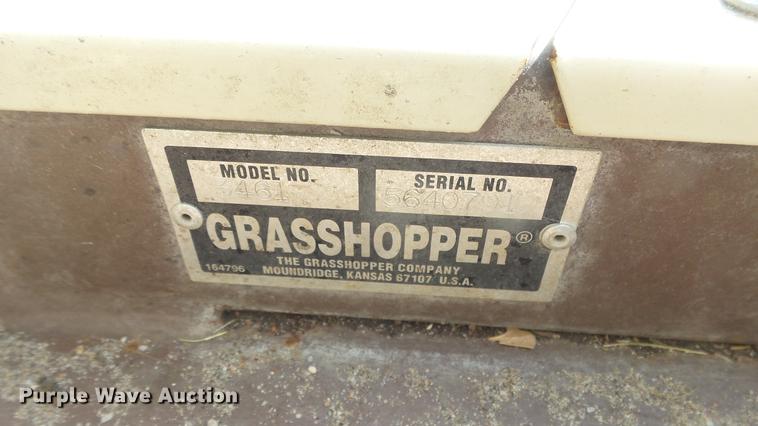 MODEL NO.
SERIAL NO.
GRASSHOPPER®
THE GRASSHOPPER COMPANY
164796 MOUNDRIDGE, KANSAS 67107 U.S.A.
Purple Wave Auction